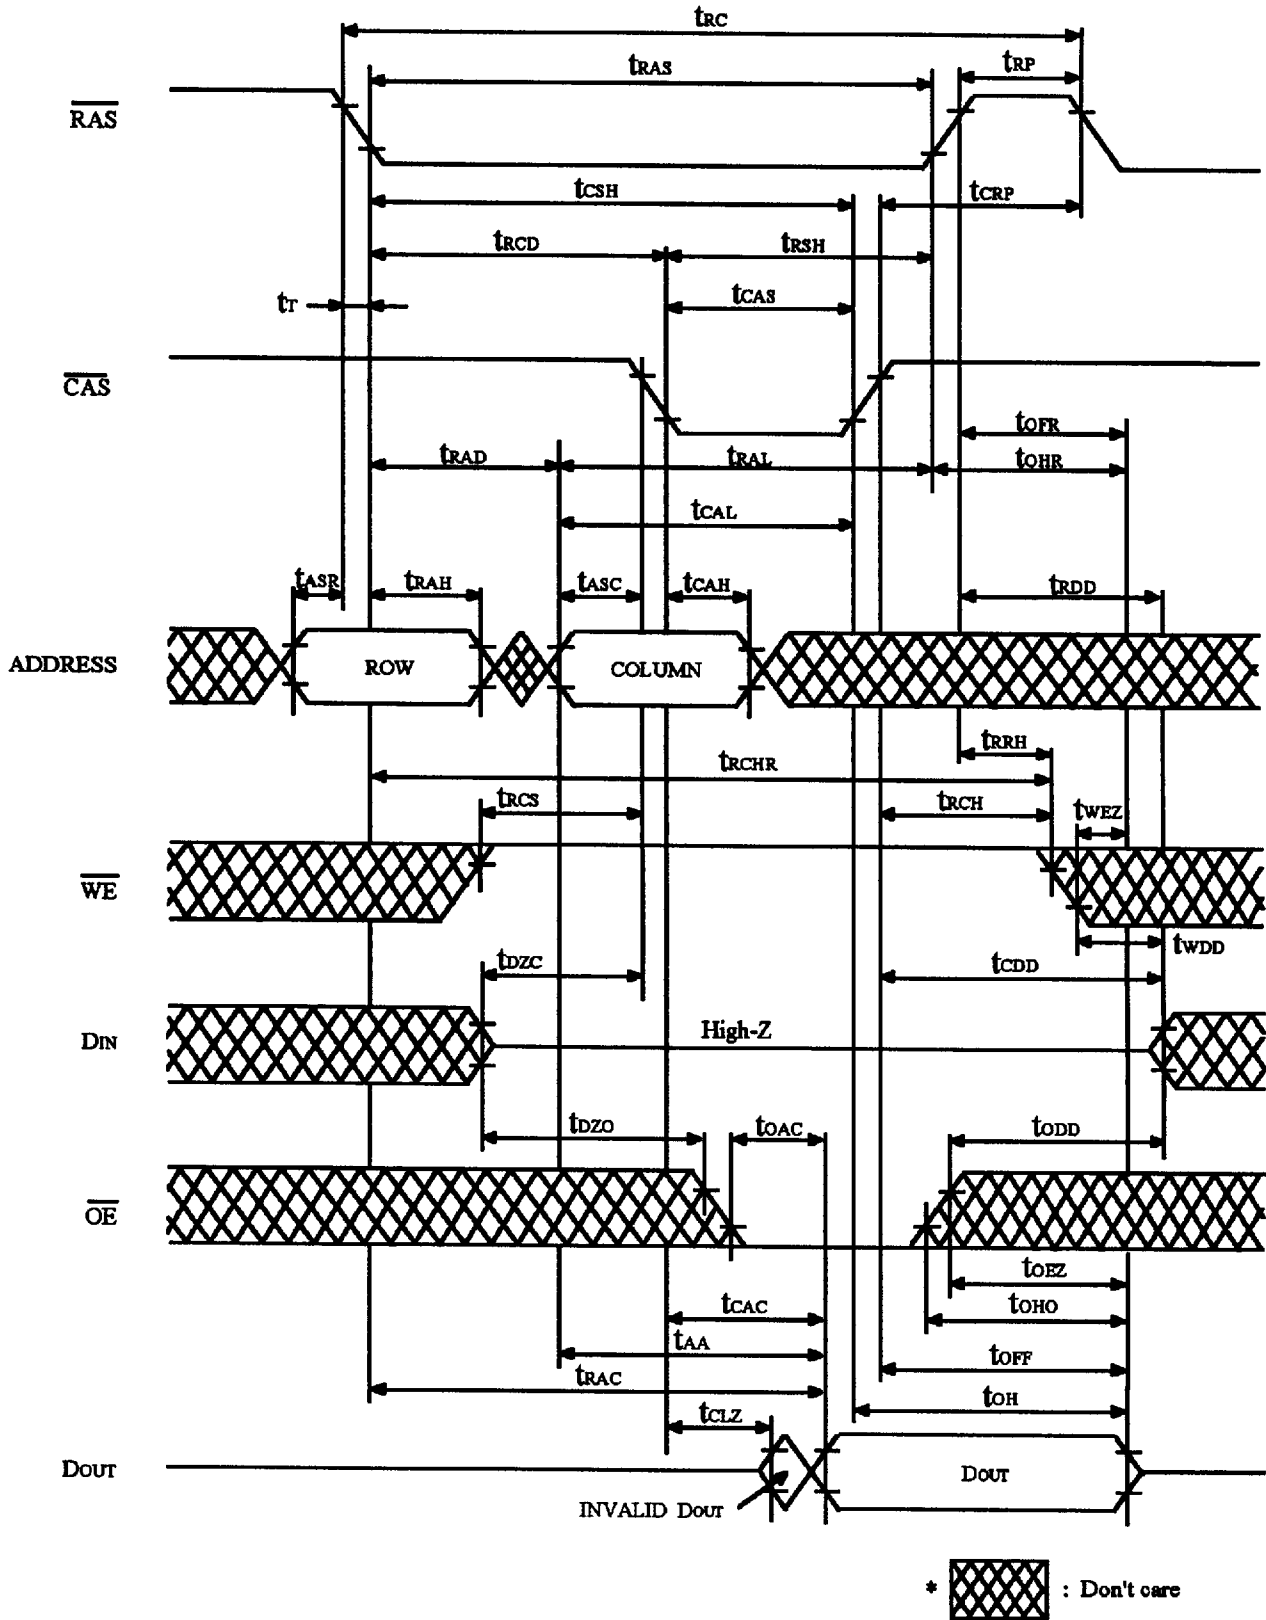 tRC
tRAS
tRP
RAS
tCSH
tCRP
tRCD
tRSH
tT
tCAS
CAS
tOFR
tRAD
tRAL
tOHR
tCAL
tASR
tRAH
tASC
tCAH
tRDD
ADDRESS
ROW
COLUMN
tRRH
tRCHR
tRCS
tRCH
tWEZ
WE
tWDD
tDZC
tCDD
DIN
High-Z
tDZO
tOAC
tODD
OE
tOEZ
tCAC
tOHO
tAA
tOFF
tRAC
tOH
tCLZ
DOUT
DOUT
INVALID DOUT
* : Don't care